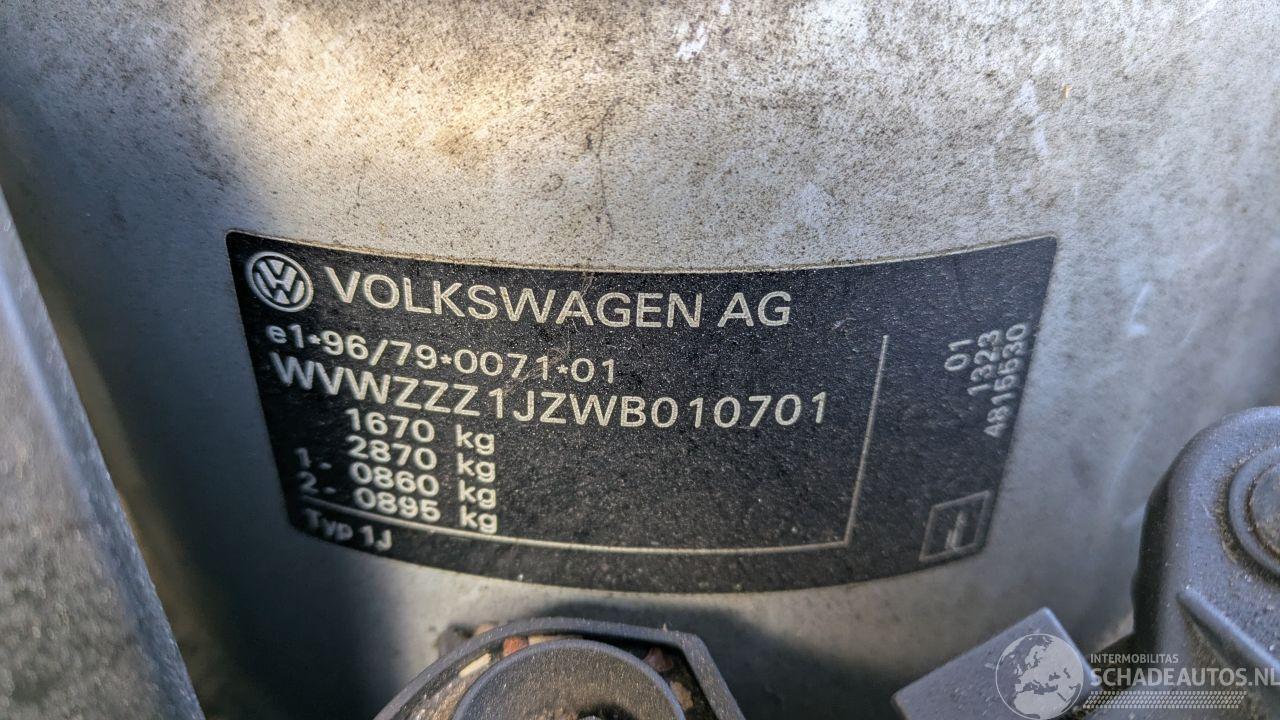 VOLKSWAGEN AG
e1*96/79*0071*01
WVWZZZ1JZWB010701
1670 kg
2870 kg
1- 0860 kg
2- 0895 kg
Typ 1J
01
1323
4815530
INTERMOBILITAS
SCHADEAUTOS.NL